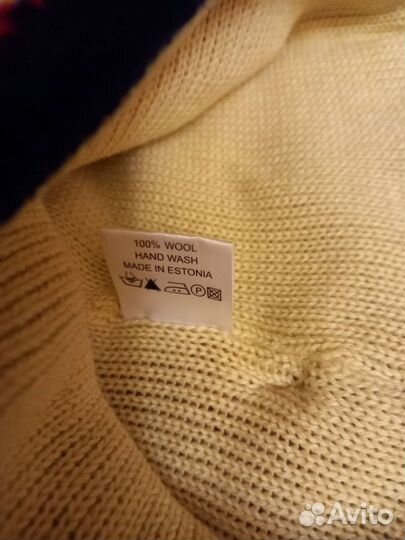 100% WOOL
HAND WASH
MADE IN ESTONIA
P
Avito